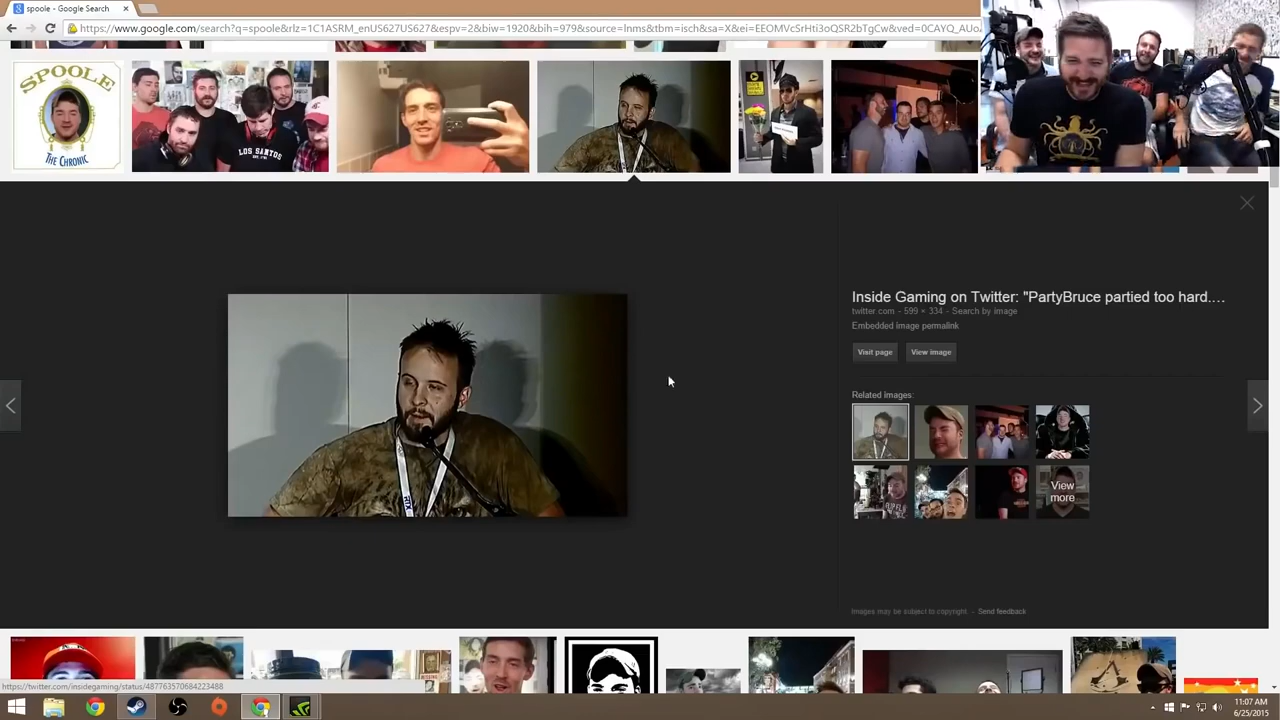 spoole - Google Search
https://www.google.com/search?q=spoole&rlz=1C1ASRM_enUS627US627&espv=2&biw=1920&bih=979&source=lnms&tbm=isch&sa=X&ei=EEOMVcSrHti3oQSR2bTgCw&ved=0CAYQ_AUo
SPOOLE
THE CHRONIC
LOS SANTOS
Inside Gaming on Twitter: "PartyBruce partied too hard....
twitter.com - 599 × 334 - Search by image
Embedded image permalink
Visit page
View image
Related images:
RTX
View more
Images may be subject to copyright. - Send feedback
https://twitter.com/insidegaming/status/487763570684223488
11:07 AM
6/25/2015